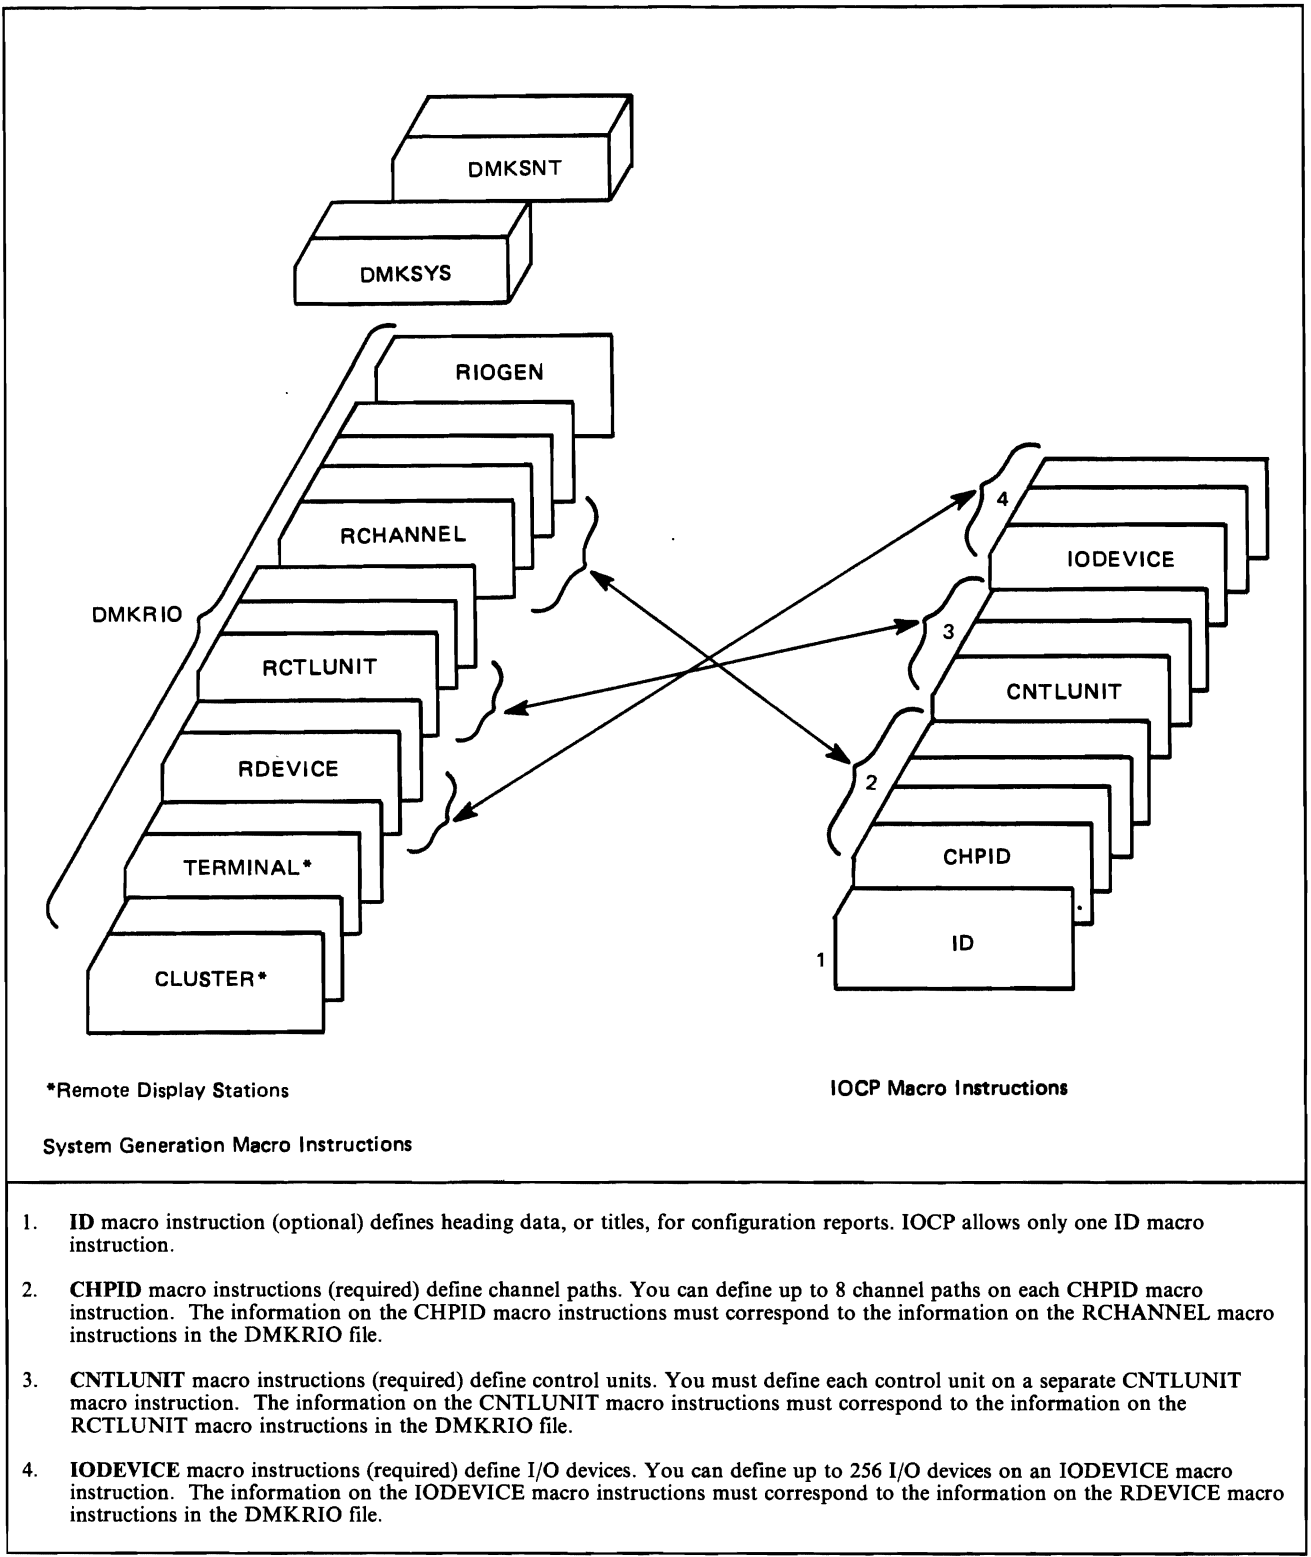 DMKSNT
DMKSYS
RIOGEN
RCHANNEL
DMKRIO
RCTLUNIT
RDEVICE
TERMINAL*
CLUSTER*
4
IODEVICE
3
CNTLUNIT
2
CHPID
1
ID
*Remote Display Stations
IOCP Macro Instructions
System Generation Macro Instructions
1. ID macro instruction (optional) defines heading data, or titles, for configuration reports. IOCP allows only one ID macro
instruction.
2. CHPID macro instructions (required) define channel paths. You can define up to 8 channel paths on each CHPID macro
instruction. The information on the CHPID macro instructions must correspond to the information on the RCHANNEL macro
instructions in the DMKRIO file.
3. CNTLUNIT macro instructions (required) define control units. You must define each control unit on a separate CNTLUNIT
macro instruction. The information on the CNTLUNIT macro instructions must correspond to the information on the
RCTLUNIT macro instructions in the DMKRIO file.
4. IODEVICE macro instructions (required) define I/O devices. You can define up to 256 I/O devices on an IODEVICE macro
instruction. The information on the IODEVICE macro instructions must correspond to the information on the RDEVICE macro
instructions in the DMKRIO file.